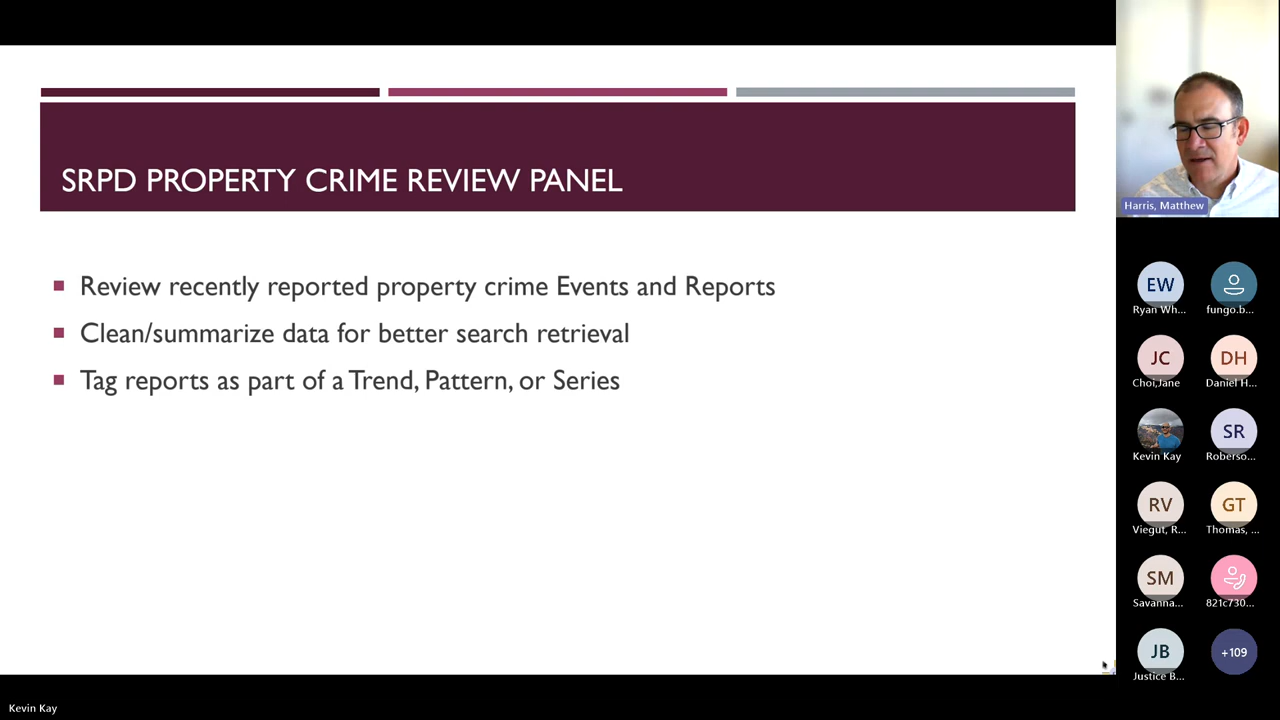 SRPD PROPERTY CRIME REVIEW PANEL
Review recently reported property crime Events and Reports
Clean/summarize data for better search retrieval
Tag reports as part of a Trend, Pattern, or Series
Harris, Matthew
EW
Ryan Wh...
fungo.b...
JC
Choi,Jane
DH
Daniel H...
Kevin Kay
SR
Roberso...
RV
Viegut, R...
GT
Thomas, ...
SM
Savanna...
821c730...
JB
Justice B...
+109
Kevin Kay